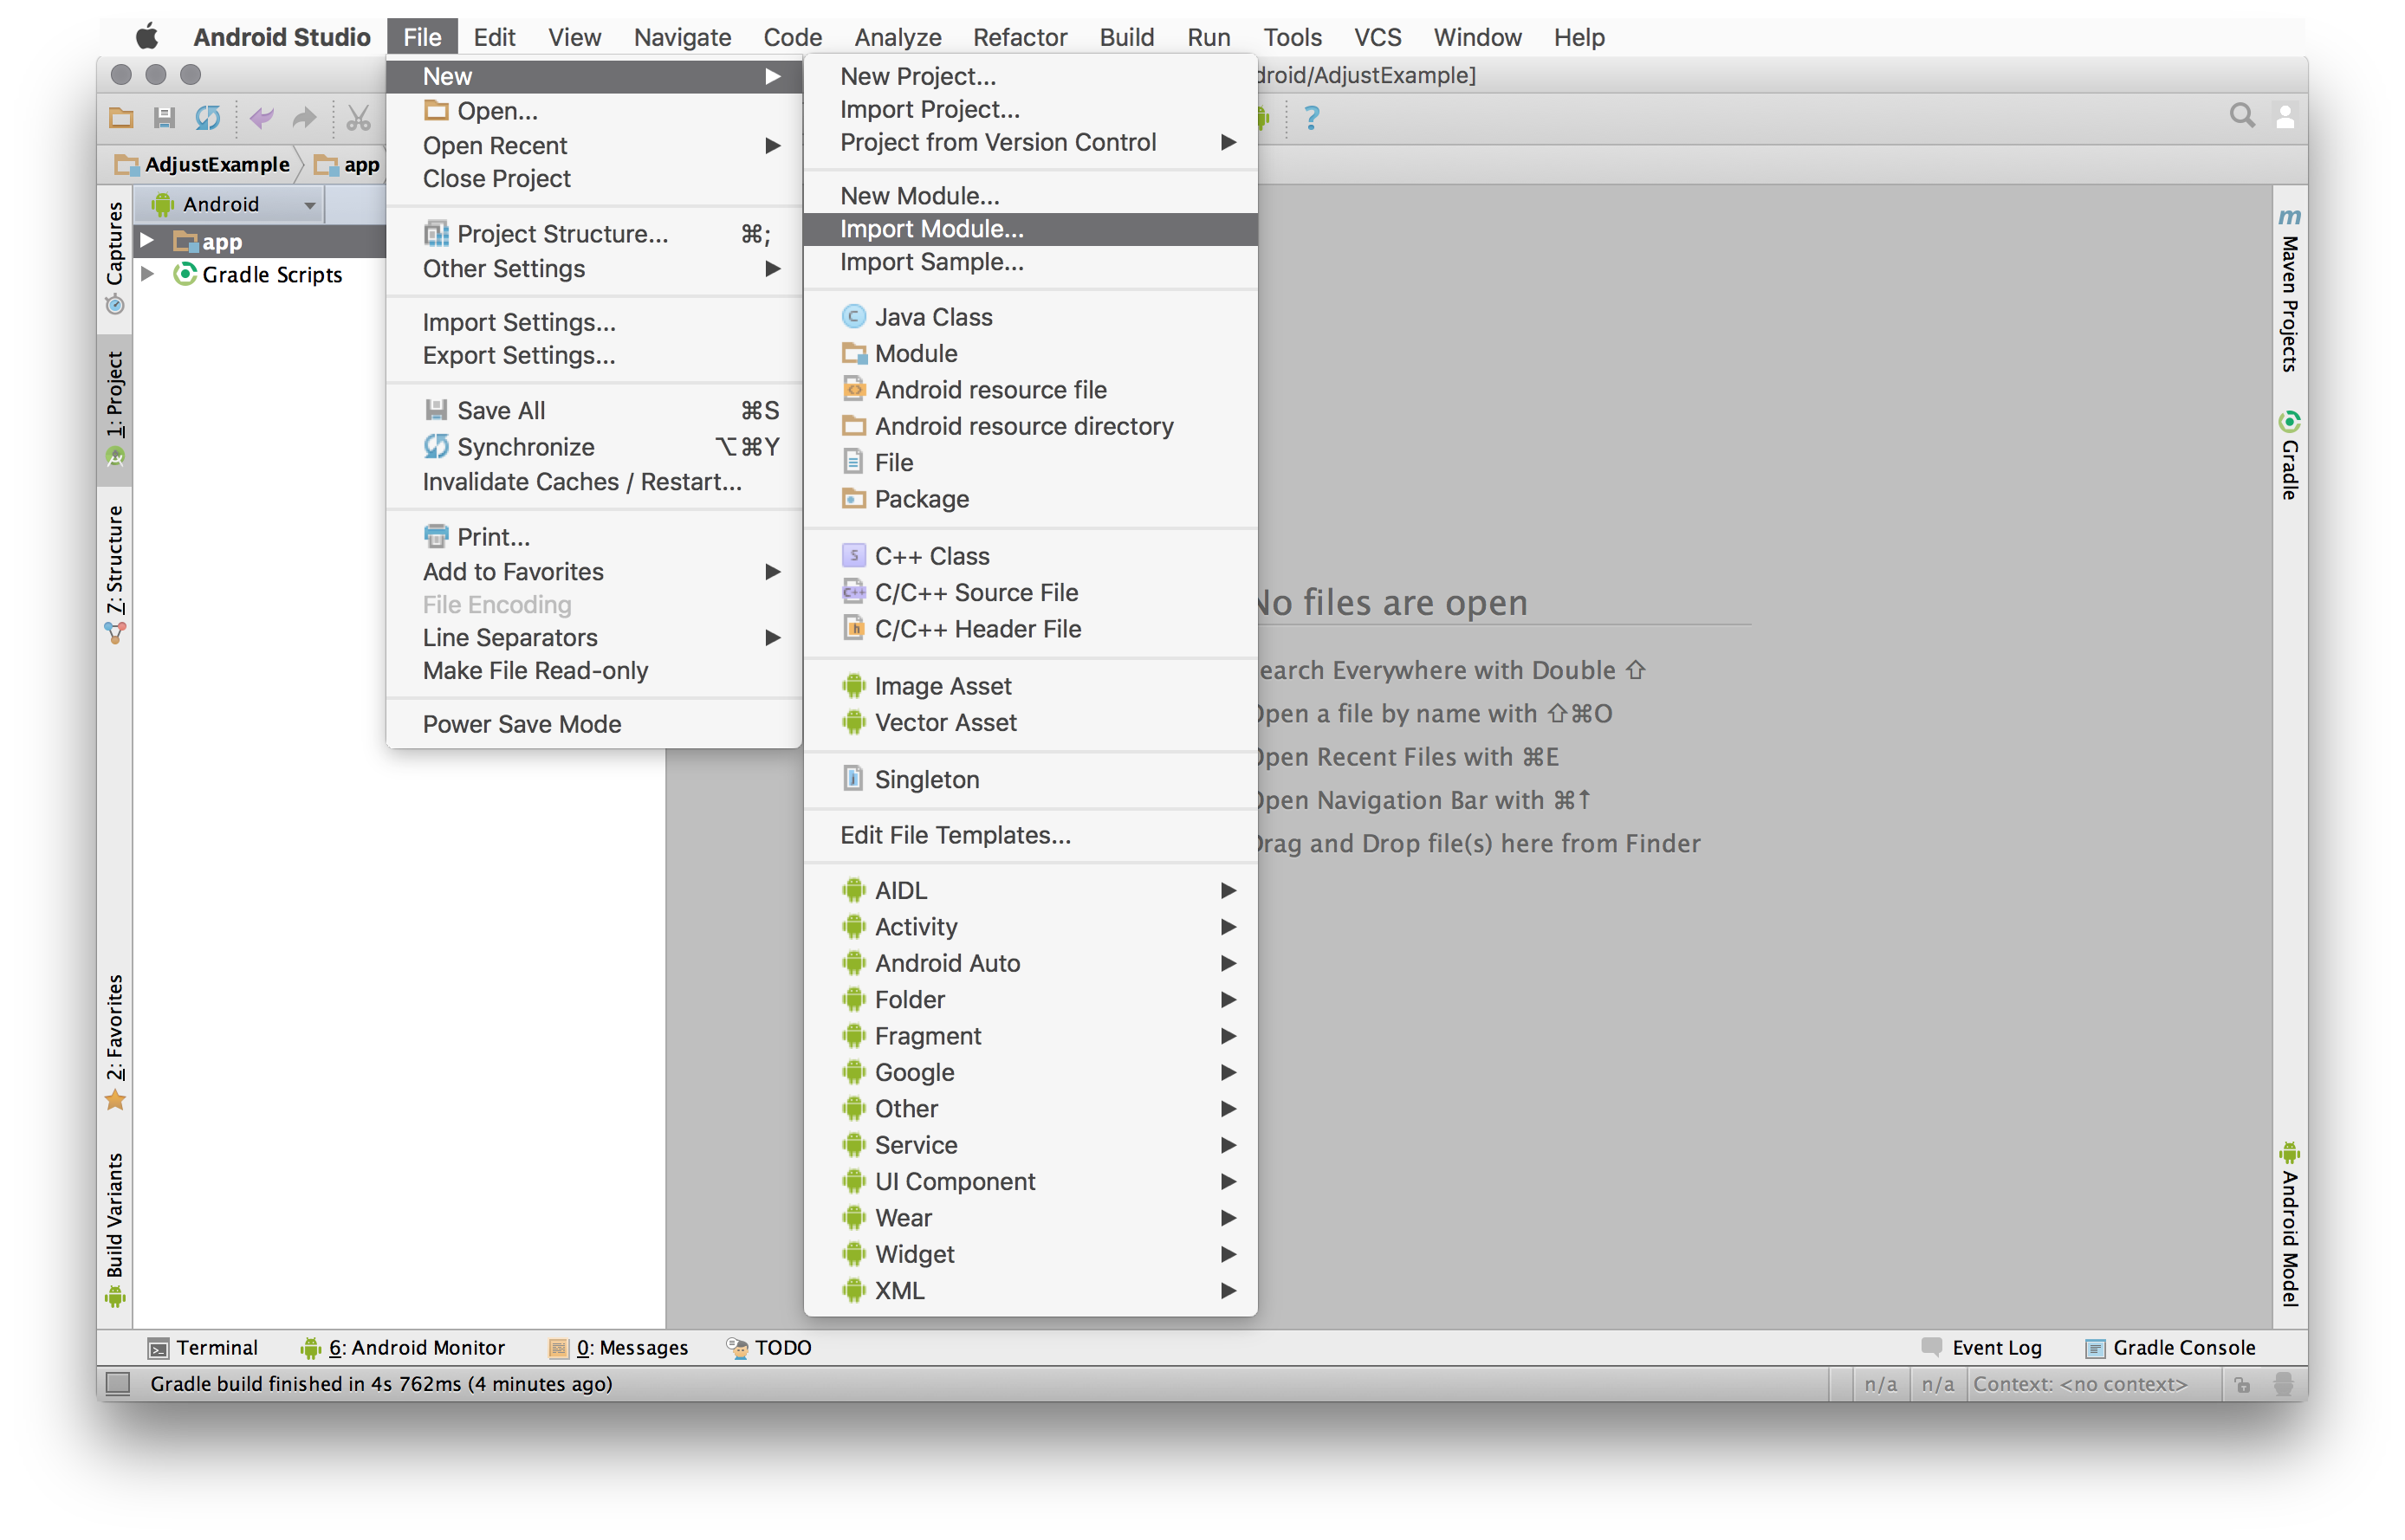 Android Studio File Edit View Navigate Code Analyze Refactor Build Run Tools VCS Window Help
droid/AdjustExample]
AdjustExample app
Android
app
Gradle Scripts
Captures
1: Project
7: Structure
2: Favorites
Build Variants
New
Open...
Open Recent
Close Project
Project Structure... ⌘;
Other Settings
Import Settings...
Export Settings...
Save All ⌘S
Synchronize ⌥⌘Y
Invalidate Caches / Restart...
Print...
Add to Favorites
File Encoding
Line Separators
Make File Read-only
Power Save Mode
New Project...
Import Project...
Project from Version Control
New Module...
Import Module...
Import Sample...
Java Class
Module
Android resource file
Android resource directory
File
Package
C++ Class
C/C++ Source File
C/C++ Header File
Image Asset
Vector Asset
Singleton
Edit File Templates...
AIDL
Activity
Android Auto
Folder
Fragment
Google
Other
Service
UI Component
Wear
Widget
XML
No files are open
earch Everywhere with Double ⇧
pen a file by name with ⇧⌘O
pen Recent Files with ⌘E
pen Navigation Bar with ⌘↑
rag and Drop file(s) here from Finder
Maven Projects
Gradle
Android Model
Terminal 6: Android Monitor 0: Messages TODO Event Log Gradle Console
Gradle build finished in 4s 762ms (4 minutes ago) n/a n/a Context: <no context>